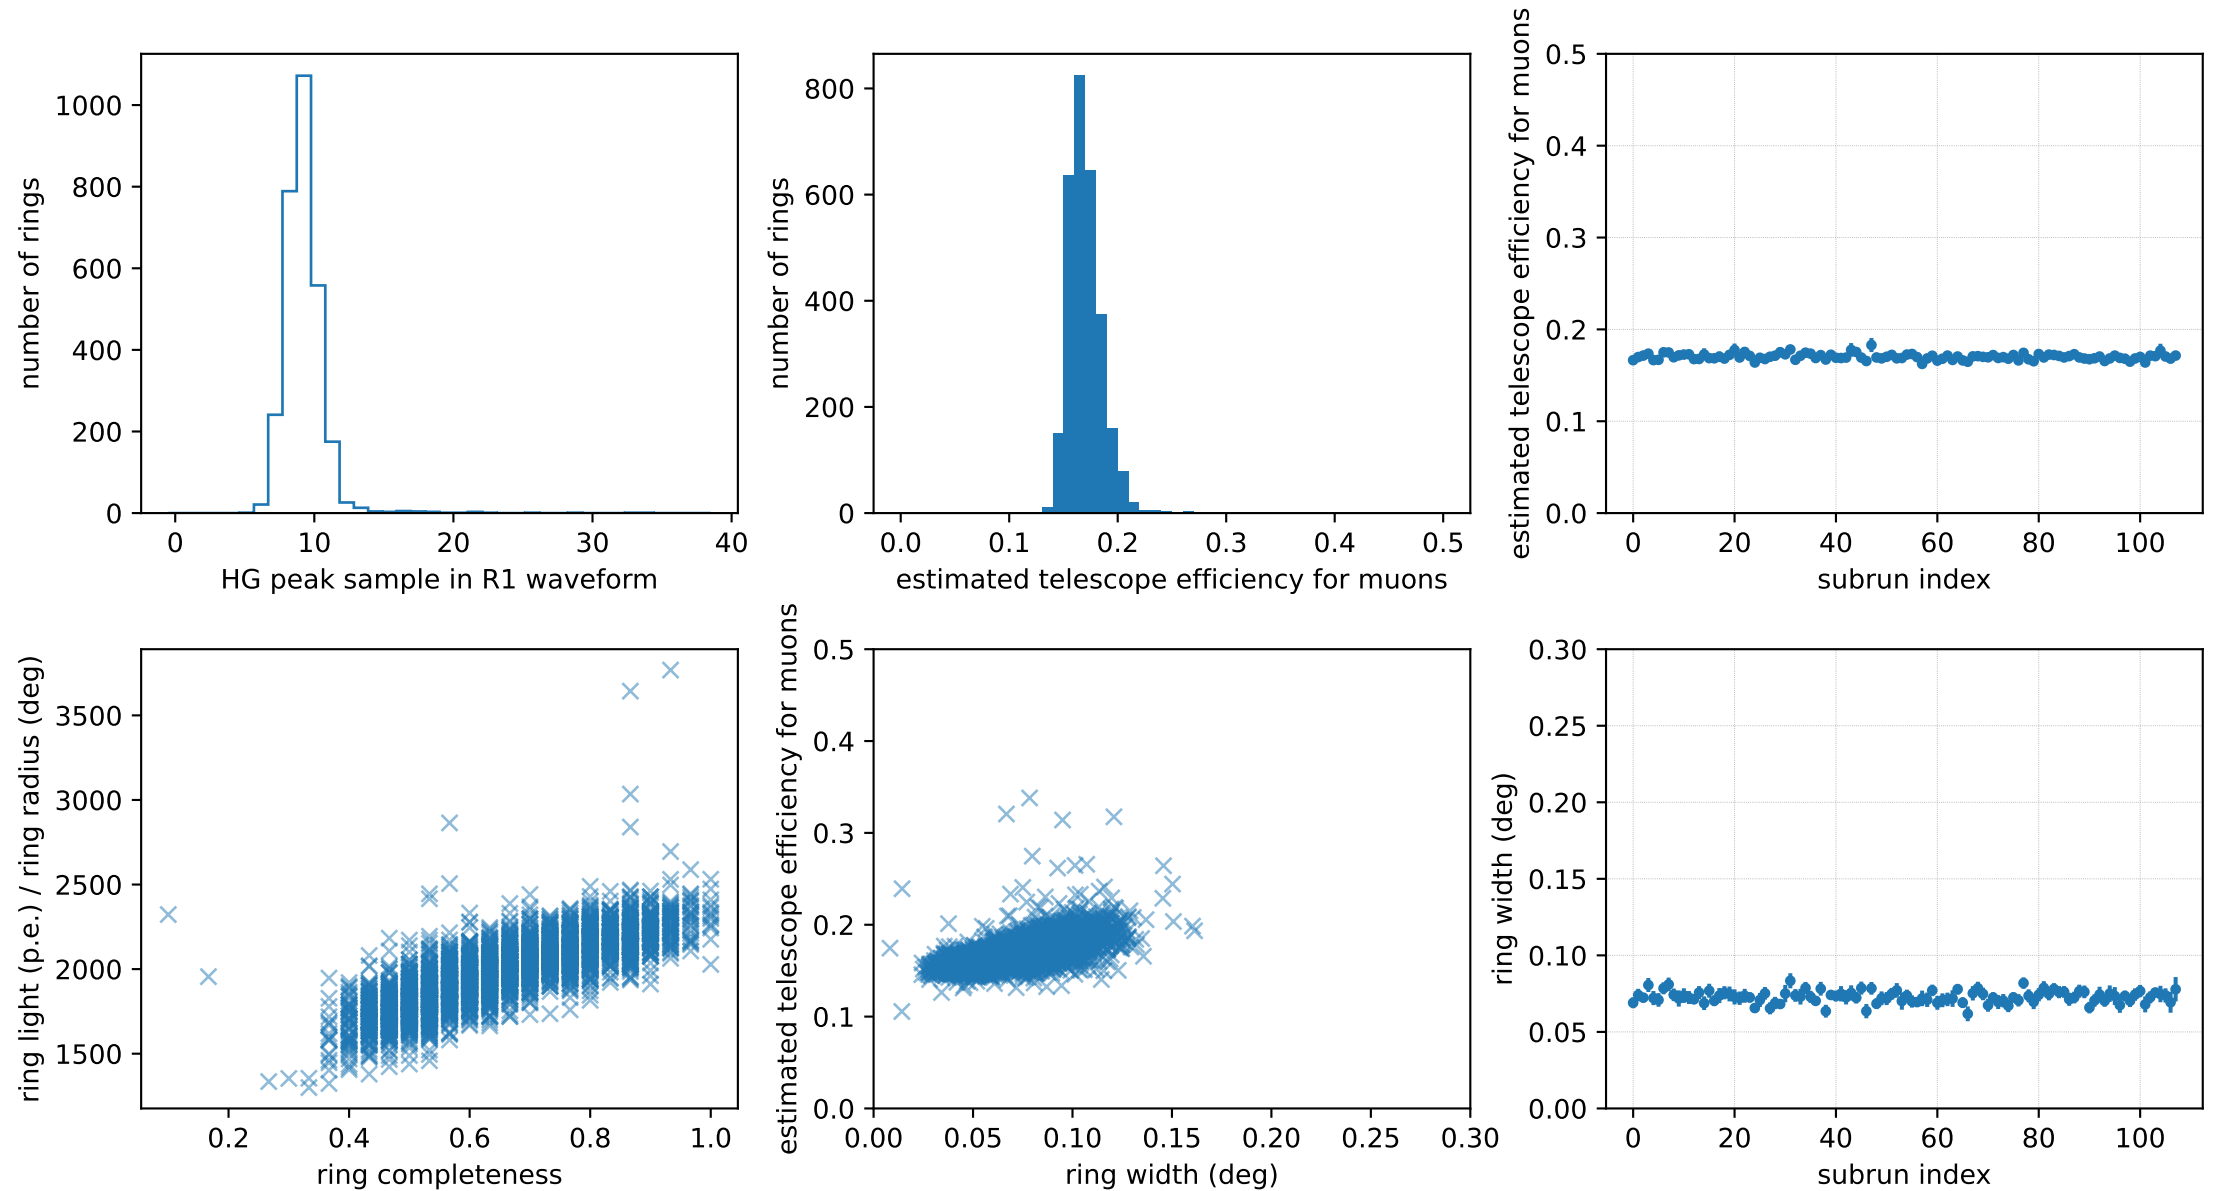 1000
800
600
400
200
0
number of rings
0 10 20 30 40
HG peak sample in R1 waveform
800
600
400
200
0
number of rings
0.0 0.1 0.2 0.3 0.4 0.5
estimated telescope efficiency for muons
0.5
0.4
0.3
0.2
0.1
0.0
estimated telescope efficiency for muons
0 20 40 60 80 100
subrun index
3500
3000
2500
2000
1500
ring light (p.e.) / ring radius (deg)
0.2 0.4 0.6 0.8 1.0
ring completeness
0.5
0.4
0.3
0.2
0.1
0.0
estimated telescope efficiency for muons
0.00 0.05 0.10 0.15 0.20 0.25 0.30
ring width (deg)
0.30
0.25
0.20
0.15
0.10
0.05
0.00
ring width (deg)
0 20 40 60 80 100
subrun index